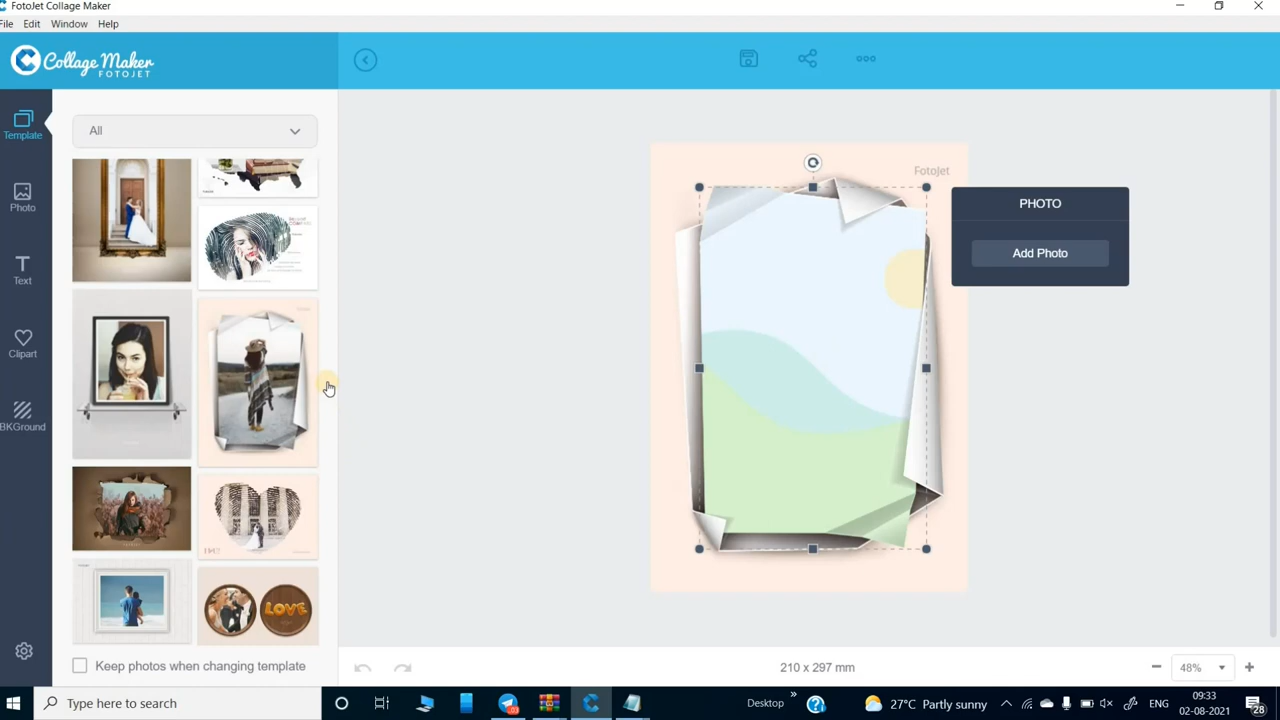 FotoJet Collage Maker
File Edit Window Help
Collage Maker
FOTOJET
Template
Photo
Text
Clipart
BKGround
All
LOVE
Keep photos when changing template
FotoJet
PHOTO
Add Photo
210 x 297 mm
48%
Type here to search
Desktop
27°C Partly sunny
ENG
09:33
02-08-2021
28